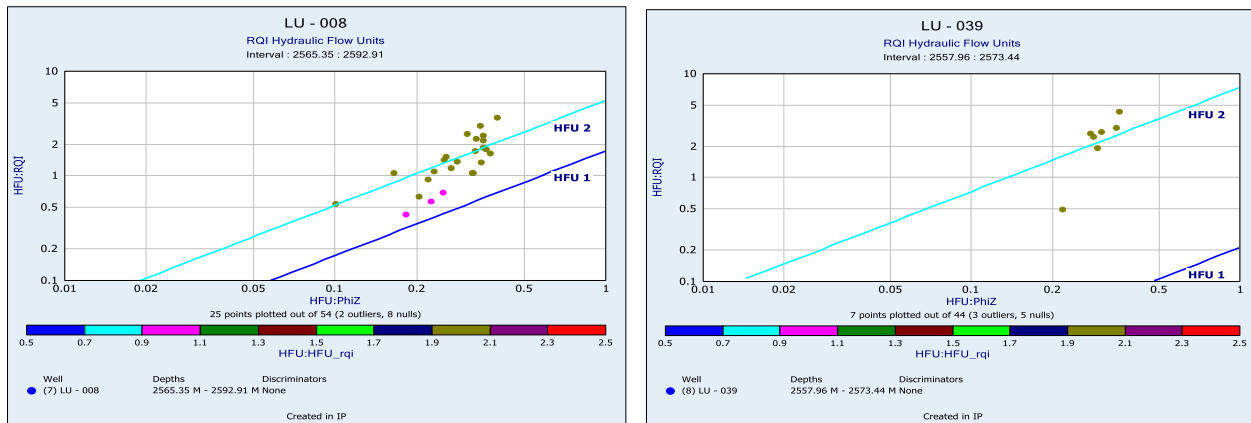 LU - 008
RQI Hydraulic Flow Units
Interval : 2565.35 : 2592.91
10
5
2
1
0.5
0.2
0.1
HFU:RQI
HFU 2
HFU 1
0.01 0.02 0.05 0.1 0.2 0.5 1
HFU:PhiZ
25 points plotted out of 54 (2 outliers, 8 nulls)
0.5 0.7 0.9 1.1 1.3 1.5 1.7 1.9 2.1 2.3 2.5
HFU:HFU_rqi
Well Depths Discriminators
(7) LU - 008 2565.35 M - 2592.91 M None
Created in IP
LU - 039
RQI Hydraulic Flow Units
Interval : 2557.96 : 2573.44
10
5
2
1
0.5
0.2
0.1
HFU:RQI
HFU 2
HFU 1
0.01 0.02 0.05 0.1 0.2 0.5 1
HFU:PhiZ
7 points plotted out of 44 (3 outliers, 5 nulls)
0.5 0.7 0.9 1.1 1.3 1.5 1.7 1.9 2.1 2.3 2.5
HFU:HFU_rqi
Well Depths Discriminators
(8) LU - 039 2557.96 M - 2573.44 M None
Created in IP